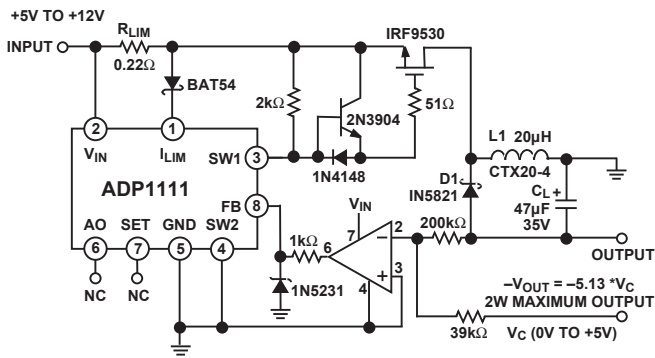 +5V TO +12V
INPUT
RLIM
0.22Ω
BAT54
IRF9530
2kΩ
2N3904
51Ω
1N4148
L1 20µH
CTX20-4
D1
IN5821
CL +
47µF
35V
2
VIN
1
ILIM
SW1 3
ADP1111
FB 8
AO SET GND SW2
6 7 5 4
NC NC
1kΩ
1N5231
VIN
7
6
2
−
+
3
4
200kΩ
39kΩ
OUTPUT
–VOUT = –5.13 *VC
2W MAXIMUM OUTPUT
VC (0V TO +5V)